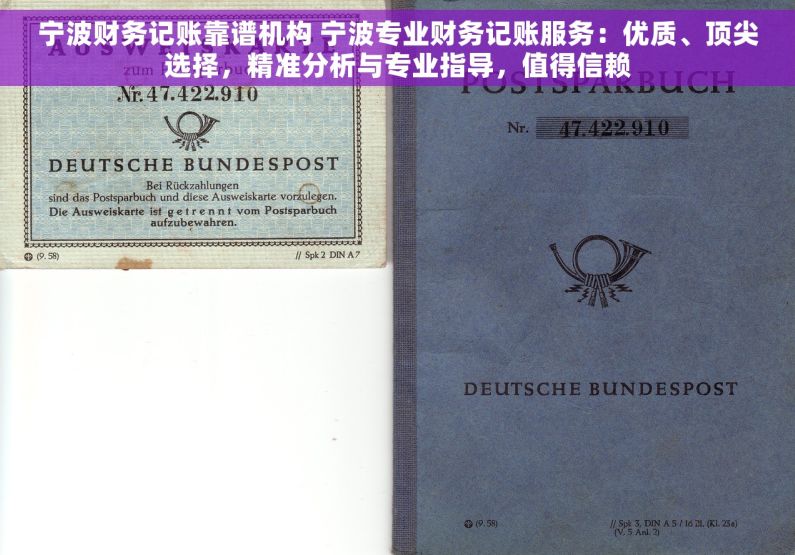 宁波财务记账靠谱机构 宁波专业财务记账服务：优质、顶尖
选择，精准分析与专业指导，值得信赖
AUSWEISKARTE
zum
Nr. 47.422.910
DEUTSCHE BUNDESPOST
Bei Rückzahlungen
sind das Postsparbuch und diese Ausweiskarte vorzulegen.
Die Ausweiskarte ist getrennt vom Postsparbuch
aufzubewahren.
(9. 58)
// Spk 2 DIN A 7
POSTSPARBUCH
Nr. 47.422.910
DEUTSCHE BUNDESPOST
(9. 58)
// Spk 3, DIN A 5 / 16 Bl. (Kl. 25a)
(V. 5 Anl. 2)